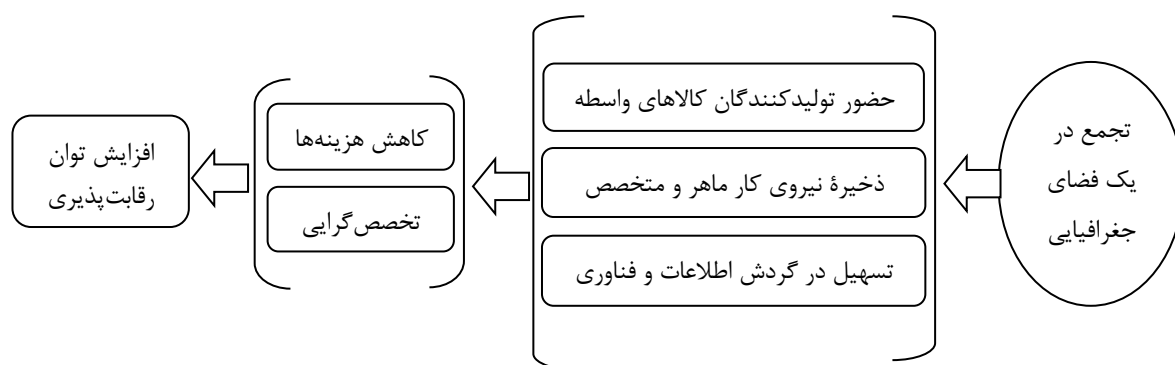 تجمع در
یک فضای
جغرافیایی
حضور تولیدکنندگان کالاهای واسطه
ذخیرهٔ نیروی کار ماهر و متخصص
تسهیل در گردش اطلاعات و فناوری
کاهش هزینه‌ها
تخصص‌گرایی
افزایش توان
رقابت‌پذیری